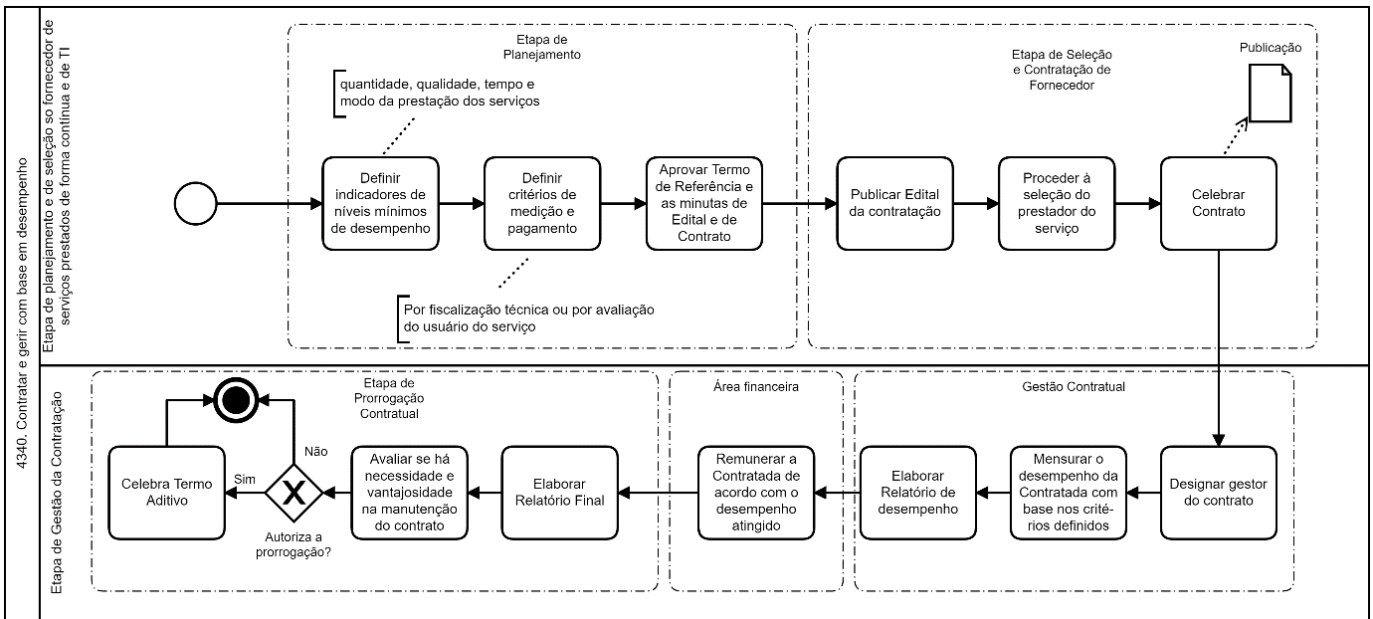 4340. Contratar e gerir com base em desempenho
Etapa de planejamento e de seleção so fornecedor de
serviços prestados de forma contínua e de TI
Etapa de
Planejamento
quantidade, qualidade, tempo e
modo da prestação dos serviços
Definir
indicadores de
níveis mínimos
de desempenho
Definir
critérios de
medição e
pagamento
Aprovar Termo
de Referência e
as minutas de
Edital e de
Contrato
Por fiscalização técnica ou por avaliação
do usuário do serviço
Etapa de Seleção
e Contratação de
Fornecedor
Publicação
Publicar Edital
da contratação
Proceder à
seleção do
prestador do
serviço
Celebrar
Contrato
Etapa de Gestão da Contratação
Gestão Contratual
Designar gestor
do contrato
Mensurar o
desempenho da
Contratada com
base nos crité-
rios definidos
Elaborar
Relatório de
desempenho
Área financeira
Remunerar a
Contratada de
acordo com o
desempenho
atingido
Etapa de
Prorrogação
Contratual
Elaborar
Relatório Final
Avaliar se há
necessidade e
vantajosidade
na manutenção
do contrato
Não
Sim
X
Autoriza a
prorrogação?
Celebra Termo
Aditivo